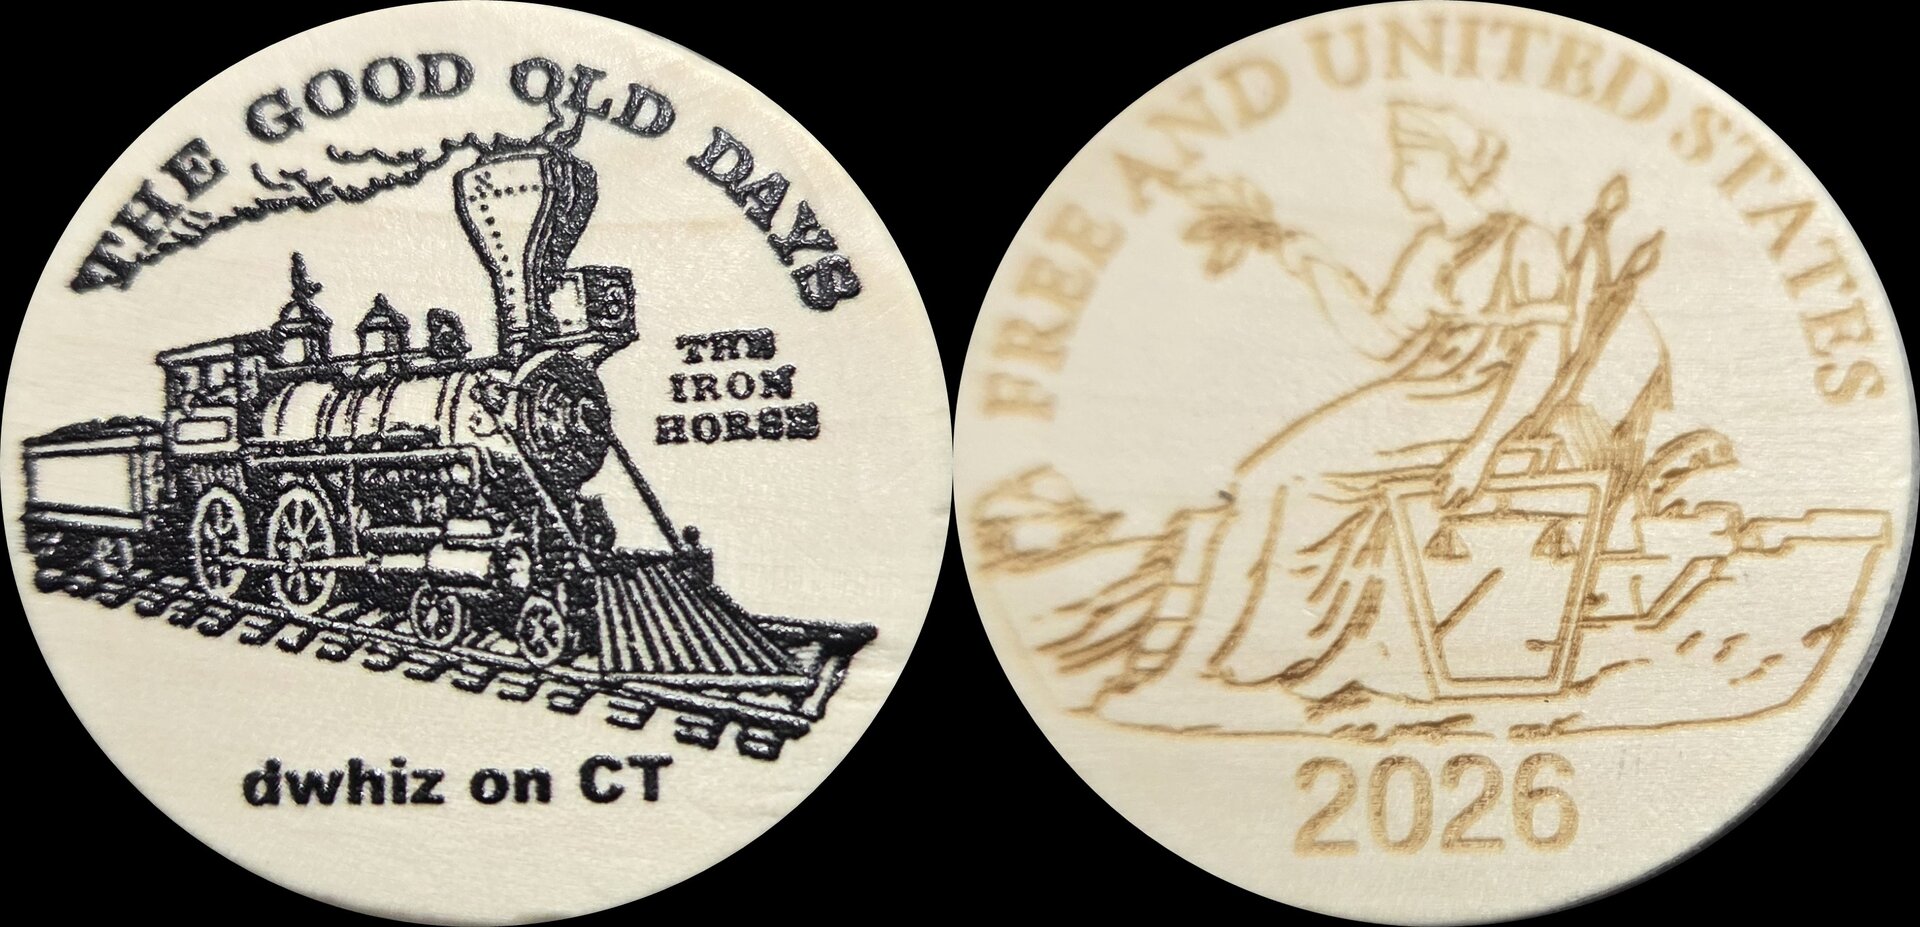 THE GOOD OLD DAYS
THE
IRON
HORSE
dwhiz on CT
FREE AND UNITED STATES
2026